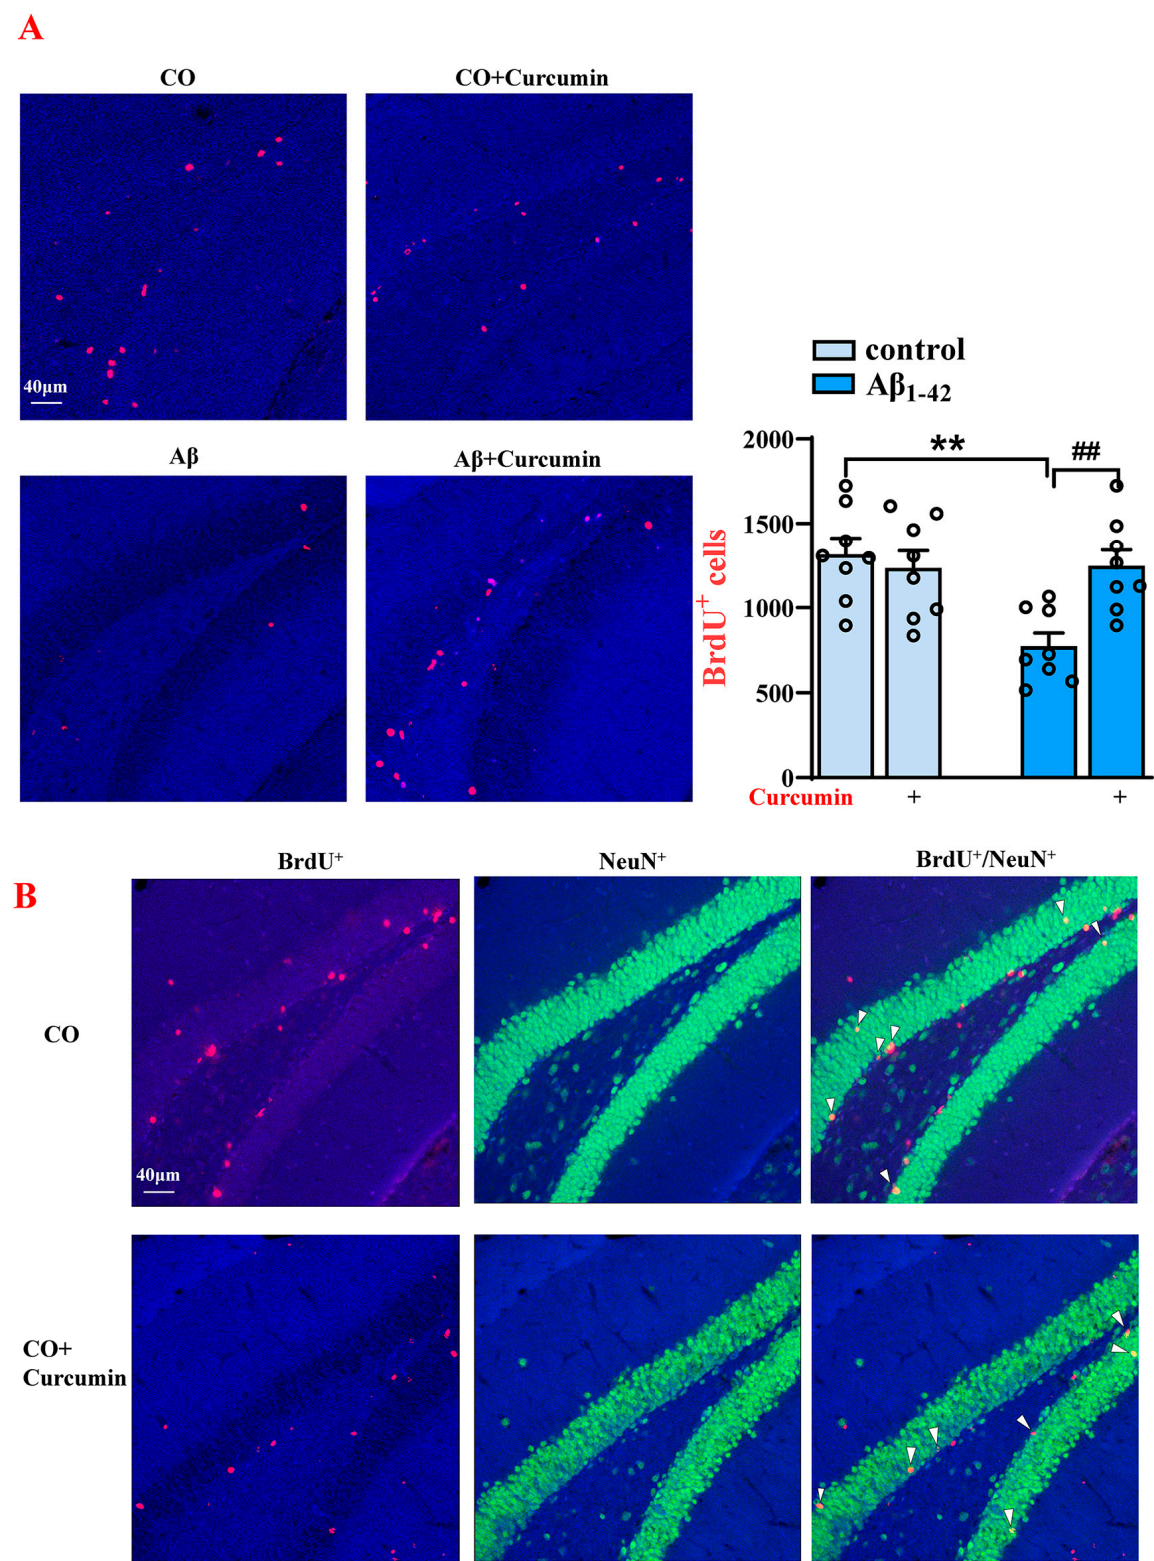 A
CO
CO+Curcumin
40μm
Aβ
Aβ+Curcumin
control
Aβ1-42
2000
1500
1000
500
0
BrdU+ cells
**
##
Curcumin
+
+
B
BrdU+
NeuN+
BrdU+/NeuN+
CO
40μm
CO+
Curcumin